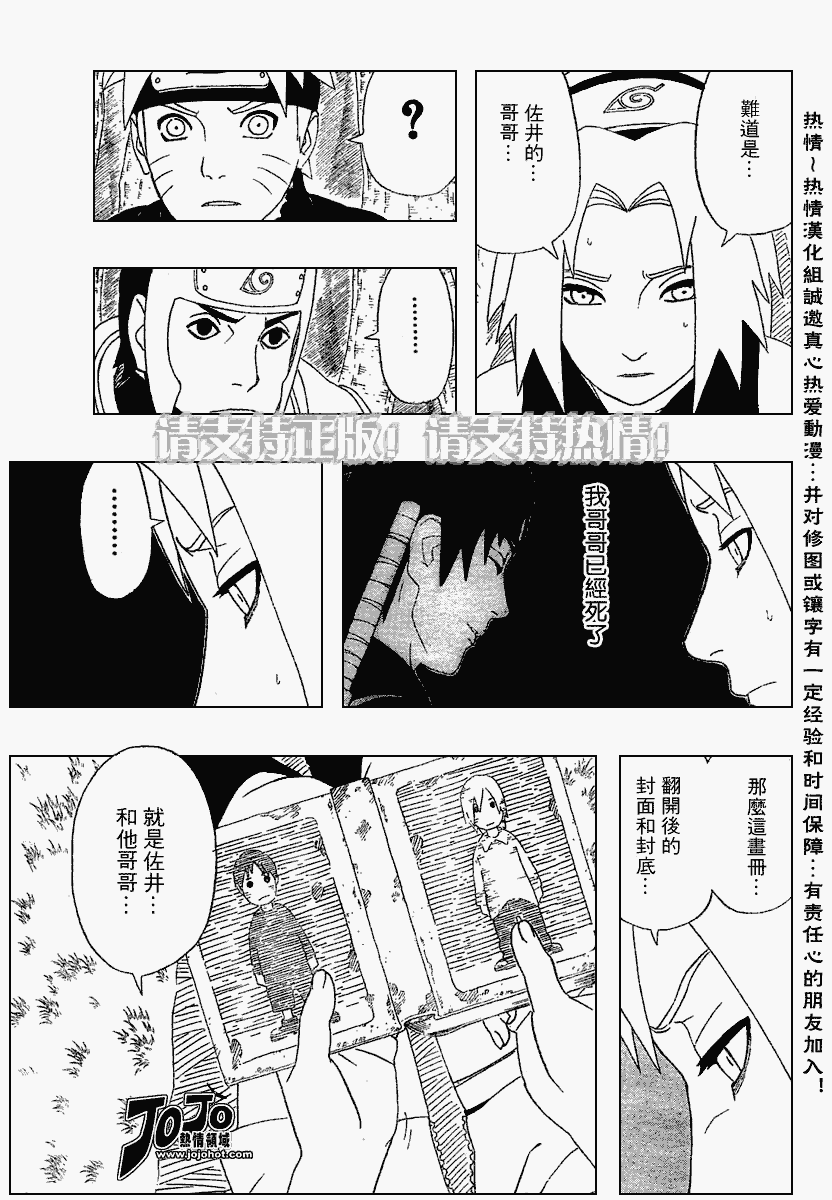 難道是…
佐井的…
哥哥…
？
………
我哥哥已經死了
………
那麼這畫冊…
翻開後的
封面和封底…
就是佐井…
和他哥哥…
请支持正版！ 请支持热情！
热情～热情漢化組誠邀真心热爱動漫…并对修图或镶字有一定经验和时间保障…有责任心的朋友加入！
JOJO
熱情領域
www.jojohot.com